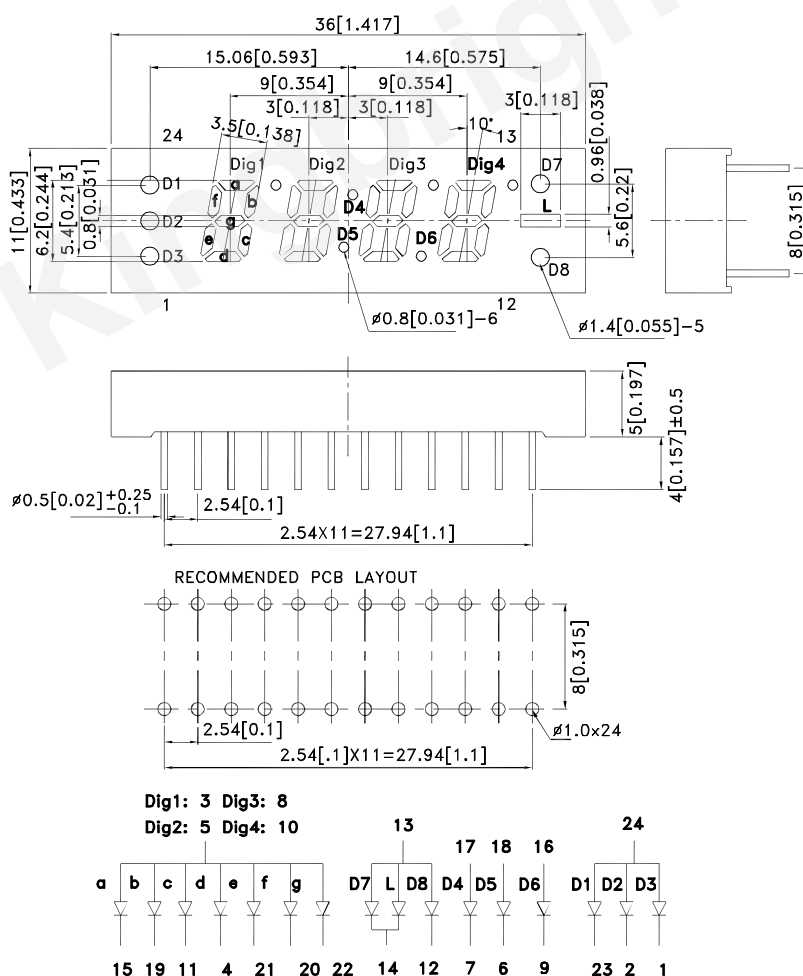 36[1.417]
15.06[0.593]
14.6[0.575]
9[0.354]
9[0.354]
3[0.118]
3[0.118]
3[0.118]
3.5[0.138]
10°
0.96[0.038]
24
13
Dig1
Dig2
Dig3
Dig4
D7
D1
a
f
b
D4
L
D2
g
D5
D6
e
c
D3
d
D8
11[0.433]
6.2[0.244]
5.4[0.213]
0.8[0.031]
5.6[0.22]
8[0.315]
1
12
ø0.8[0.031]-6
ø1.4[0.055]-5
5[0.197]
4[0.157]±0.5
ø0.5[0.02]+0.25 -0.1
2.54[0.1]
2.54X11=27.94[1.1]
RECOMMENDED PCB LAYOUT
8[0.315]
2.54[0.1]
ø1.0x24
2.54[.1]X11=27.94[1.1]
Dig1: 3 Dig3: 8
Dig2: 5 Dig4: 10
13
24
17 18 16
a b c d e f g D7 L D8 D4 D5 D6 D1 D2 D3
15 19 11 4 21 20 22 14 12 7 6 9 23 2 1